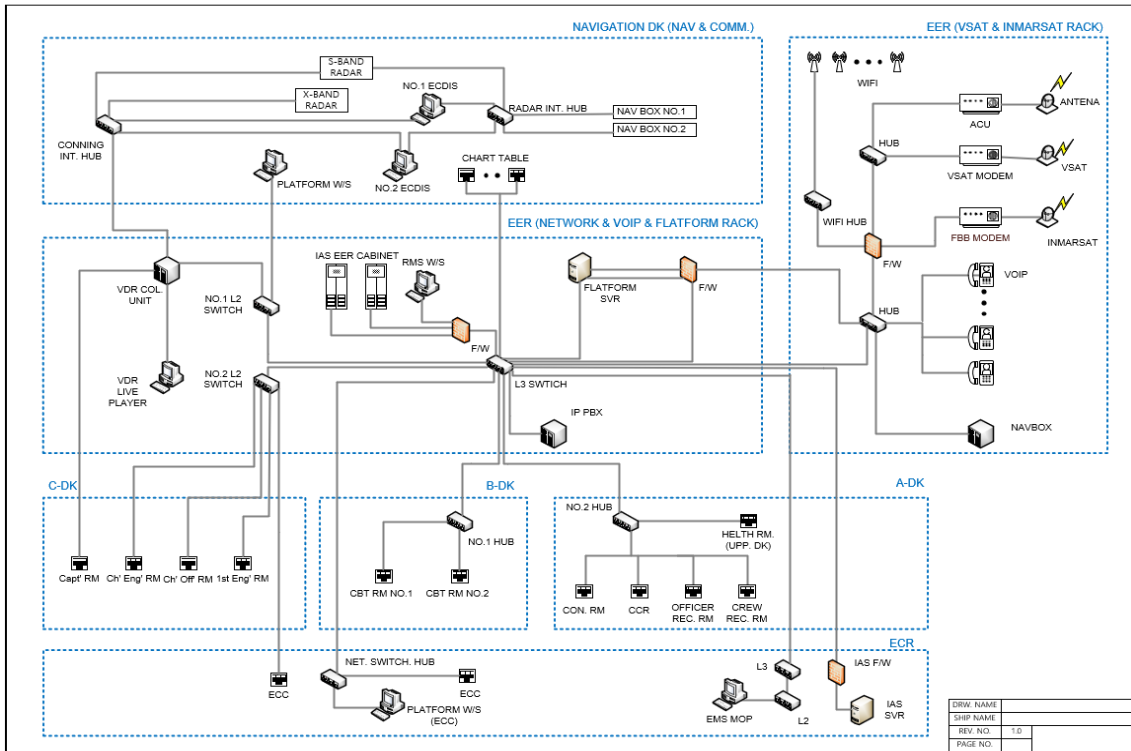 NAVIGATION DK (NAV & COMM.)
S-BAND
RADAR
X-BAND
RADAR
NO.1 ECDIS
RADAR INT. HUB
NAV BOX NO.1
NAV BOX NO.2
CONNING
INT. HUB
PLATFORM W/S
NO.2 ECDIS
CHART TABLE
EER (VSAT & INMARSAT RACK)
WIFI
ANTENA
ACU
HUB
VSAT MODEM
VSAT
WIFI HUB
FBB MODEM
INMARSAT
F/W
VOIP
HUB
NAVBOX
EER (NETWORK & VOIP & FLATFORM RACK)
IAS EER CABINET
RMS W/S
VDR COL.
UNIT
NO.1 L2
SWITCH
FLATFORM
SVR
F/W
F/W
VDR
LIVE
PLAYER
NO.2 L2
SWITCH
L3 SWTICH
IP PBX
C-DK
Capt' RM
Ch' Eng' RM
Ch' Off' RM
1st Eng' RM
B-DK
NO.1 HUB
CBT RM NO.1
CBT RM NO.2
A-DK
NO.2 HUB
HELTH RM.
(UPP. DK)
CON. RM
CCR
OFFICER
REC. RM
CREW
REC. RM
ECR
ECC
NET. SWITCH. HUB
ECC
PLATFORM W/S
(ECC)
L3
EMS MOP
L2
IAS F/W
IAS
SVR
DRW. NAME
SHIP NAME
REV. NO. 1.0
PAGE NO.